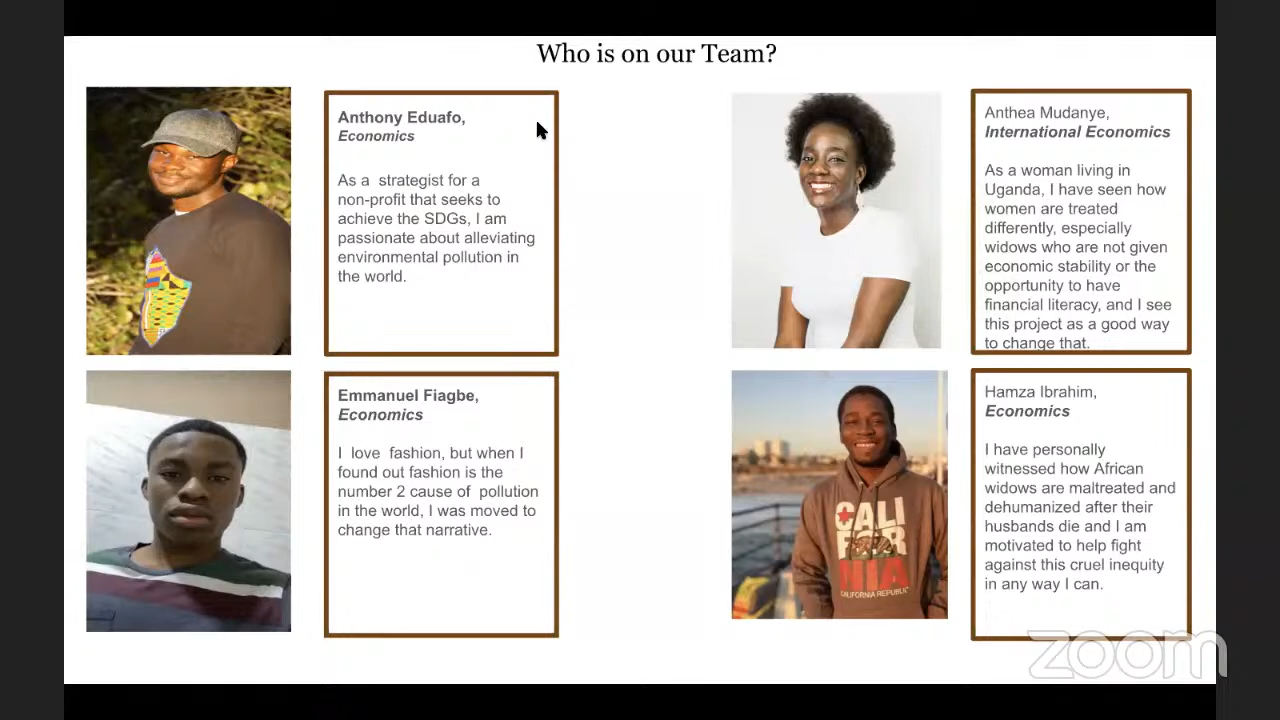 Who is on our Team?
Anthony Eduafo,
Economics
As a strategist for a
non-profit that seeks to
achieve the SDGs, I am
passionate about alleviating
environmental pollution in
the world.
Anthea Mudanye,
International Economics
As a woman living in
Uganda, I have seen how
women are treated
differently, especially
widows who are not given
economic stability or the
opportunity to have
financial literacy, and I see
this project as a good way
to change that.
Emmanuel Fiagbe,
Economics
I love fashion, but when I
found out fashion is the
number 2 cause of pollution
in the world, I was moved to
change that narrative.
CALI
FOR
NIA
CALIFORNIA REPUBLIC
Hamza Ibrahim,
Economics
I have personally
witnessed how African
widows are maltreated and
dehumanized after their
husbands die and I am
motivated to help fight
against this cruel inequity
in any way I can.
zoom